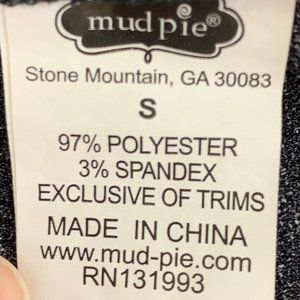 mud pie®
Stone Mountain, GA 30083
S
97% POLYESTER
3% SPANDEX
EXCLUSIVE OF TRIMS
MADE IN CHINA
www.mud-pie.com
RN131993